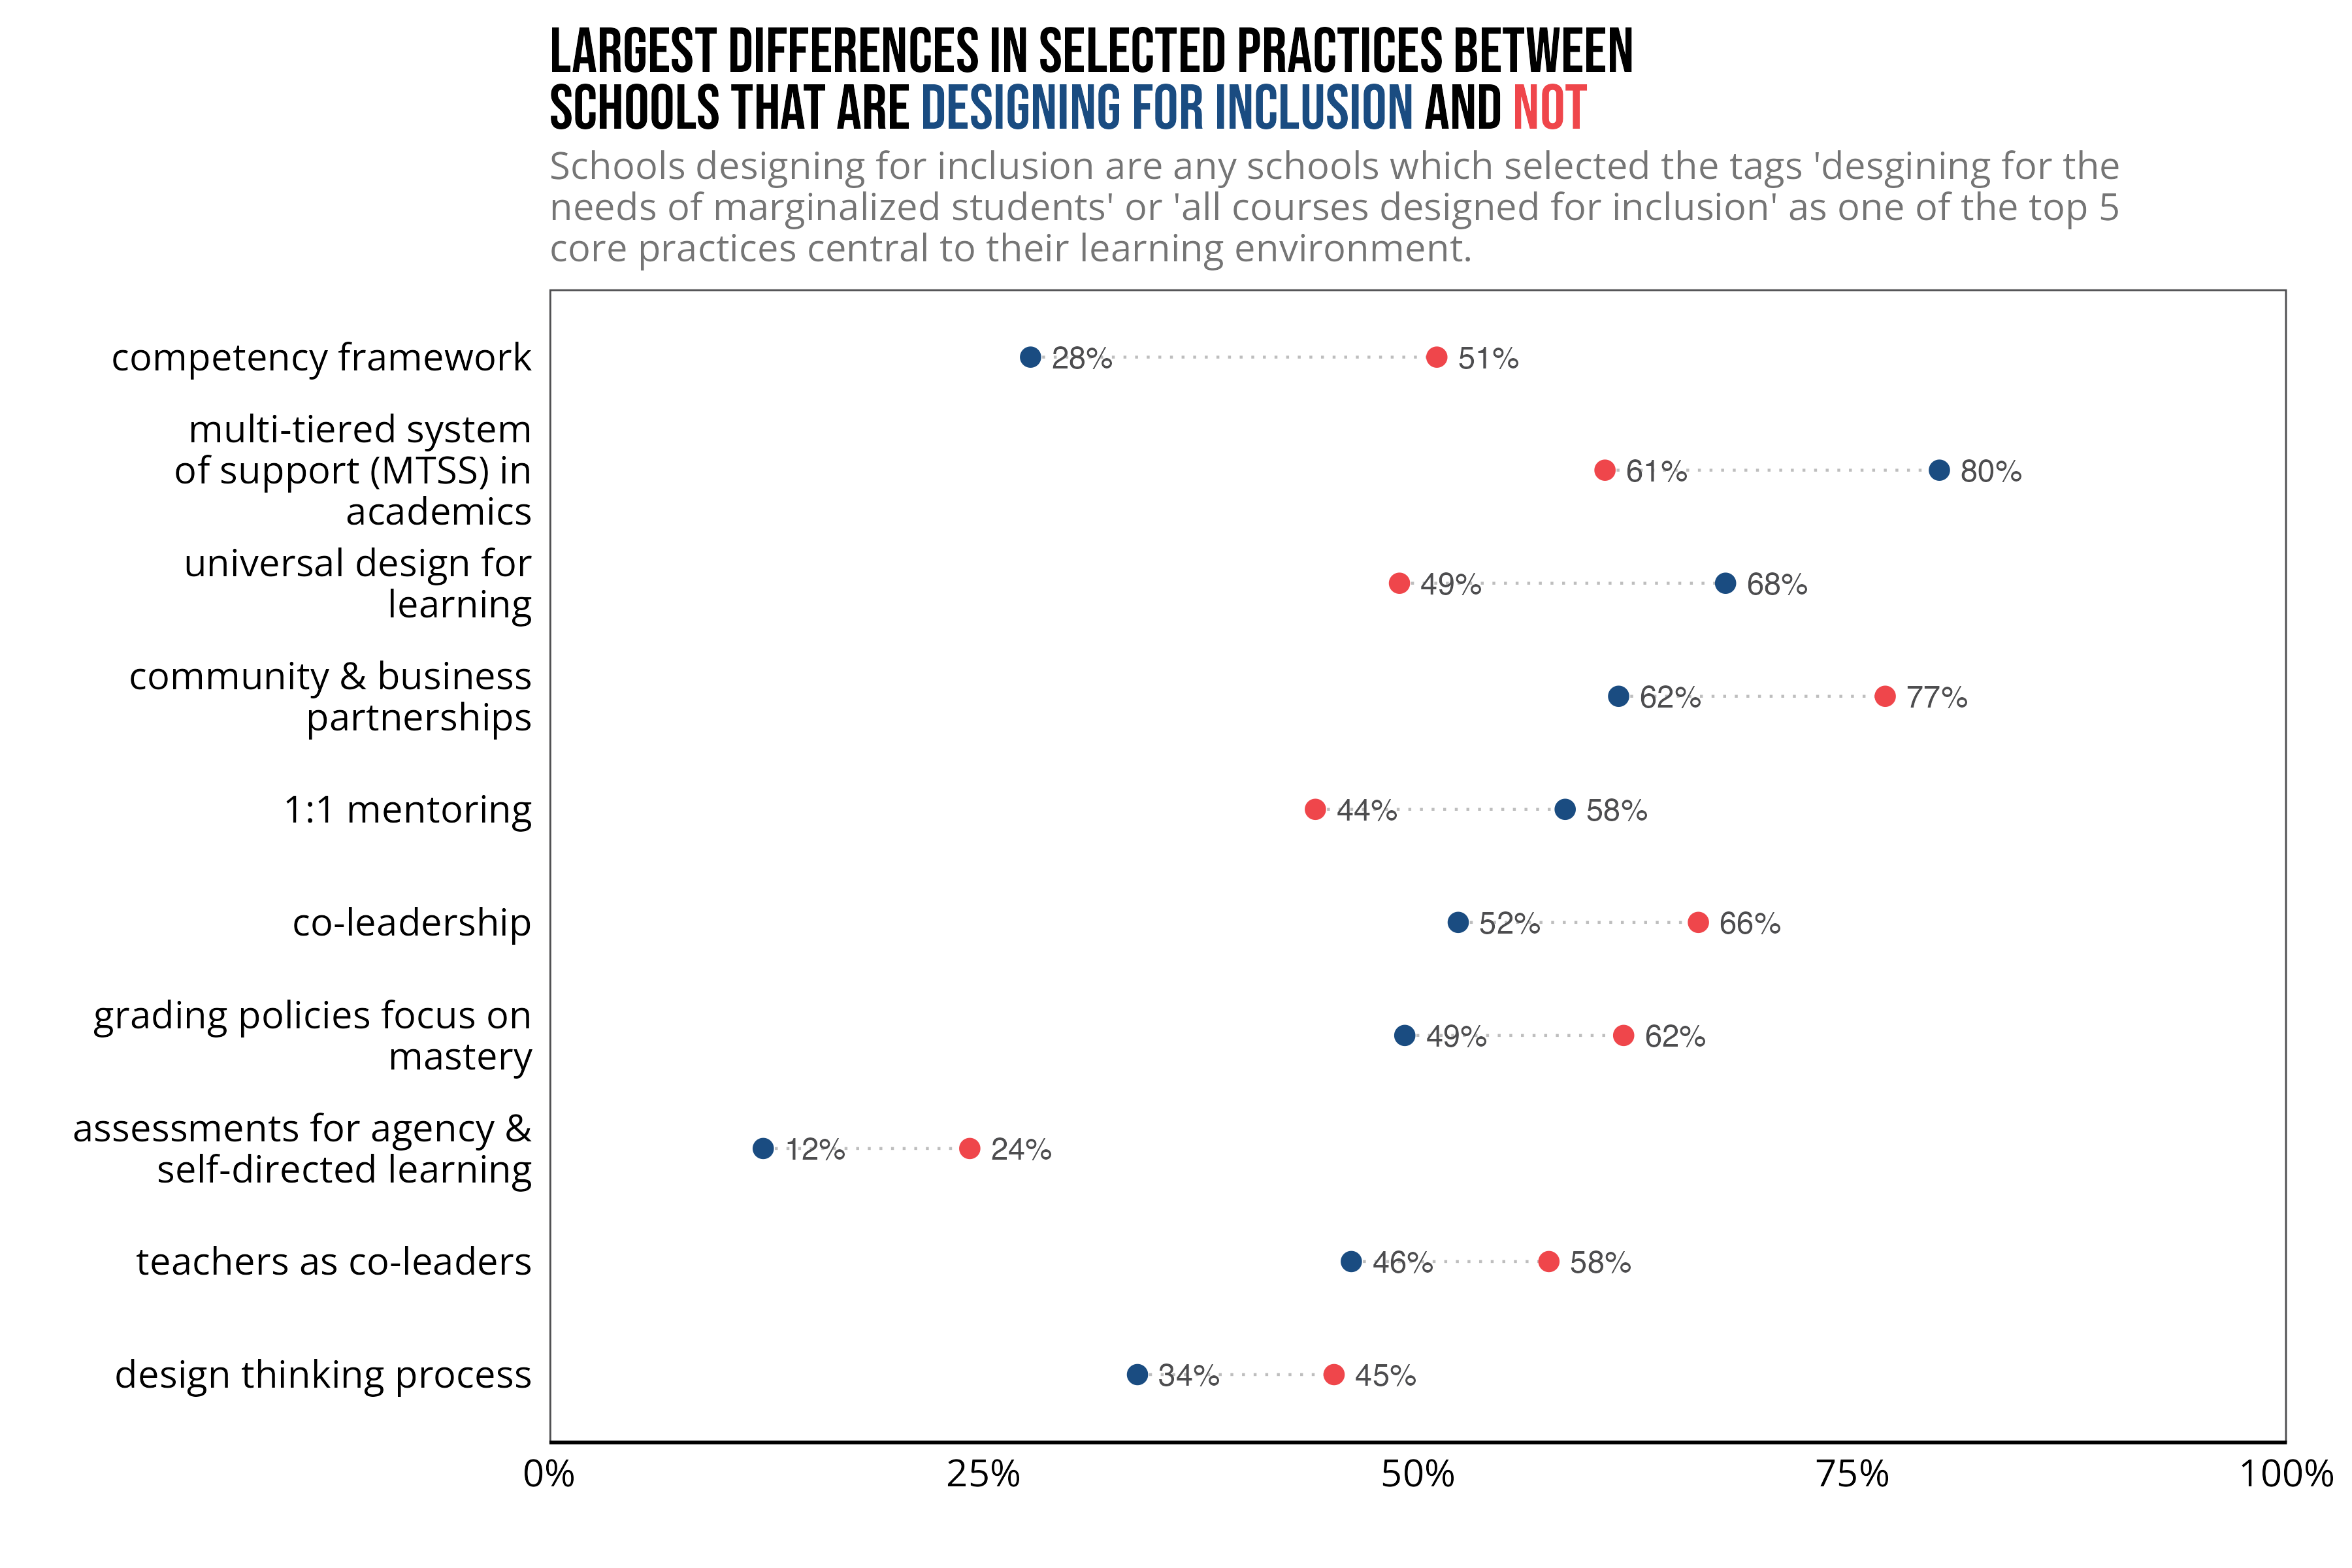 LARGEST DIFFERENCES IN SELECTED PRACTICES BETWEEN
SCHOOLS THAT ARE DESIGNING FOR INCLUSION AND NOT
Schools designing for inclusion are any schools which selected the tags 'desgining for the
needs of marginalized students' or 'all courses designed for inclusion' as one of the top 5
core practices central to their learning environment.
competency framework
28% 51%
multi-tiered system
of support (MTSS) in
academics
61% 80%
universal design for
learning
49% 68%
community & business
partnerships
62% 77%
1:1 mentoring
44% 58%
co-leadership
52% 66%
grading policies focus on
mastery
49% 62%
assessments for agency &
self-directed learning
12% 24%
teachers as co-leaders
46% 58%
design thinking process
34% 45%
0% 25% 50% 75% 100%